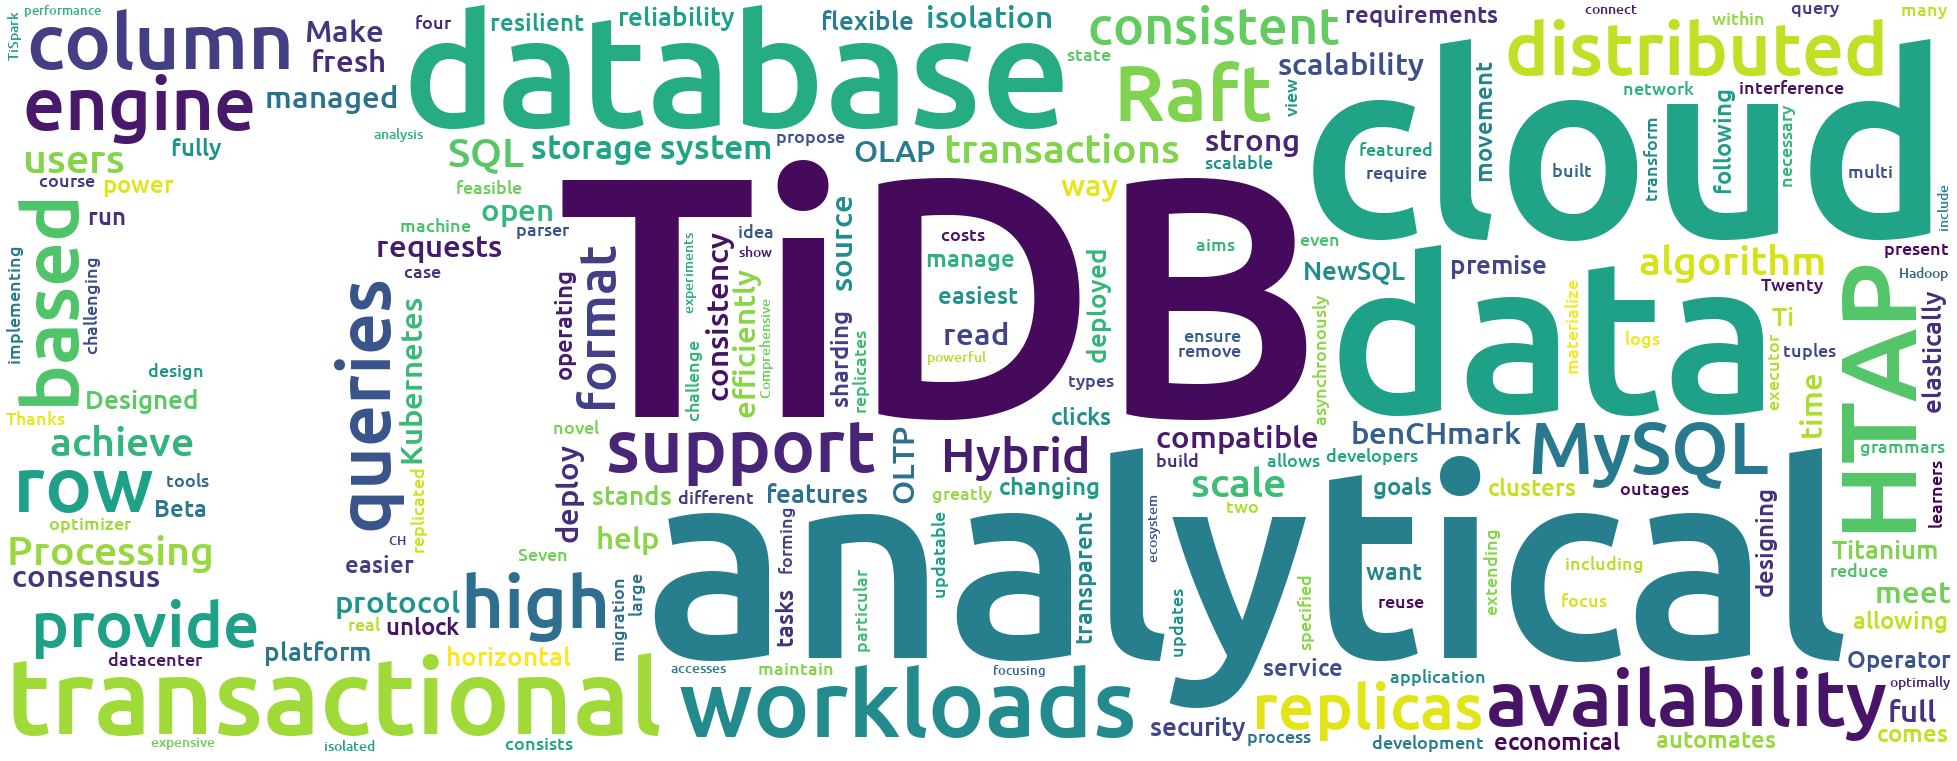 TiSpark
performance
column
Make
fresh
four
resilient
reliability
flexible
isolation
consistent
requirements
connect
within
query
many
database
state
scalability
distributed
engine
managed
Raft
cloud
movement
view
network
interference
analysis
fully
users
course
power
SQL
storage
system
propose
OLAP
transactions
strong
scalable
featured
require
transform
built
following
necessary
multi
include
feasible
way
based
run
open
machine
parser
requests
case
TiDB
idea
show
costs
manage
easiest
read
powerful
aims
ensure
remove
even
NewSQL
premise
algorithm
Twenty
present
Hadoop
implementing
challenging
queries
Kubernetes
operating
format
experiments
consistency
efficiently
Comprehensive
source
sharding
challenge
replicates
deployed
types
asynchronously
data
materialize
logs
Ti
executor
tuples
time
elastically
HTAP
design
Designed
Thanks
achieve
novel
support
Hybrid
clicks
compatible
build
allows
developers
benCHmark
MySQL
grammars
row
tools
Beta
optimizer
replicated
CH
deploy
stands
different
features
OLTP
greatly
changing
scale
two
goals
clusters
outages
learners
Processing
consensus
easier
Seven
help
analytical
tasks
forming
updatable
transparent
ecosystem
want
reuse
extending
including
focus
designing
Titanium
reduce
meet
allowing
provide
protocol
real
unlock
high
migration
large
particular
updates
specified
datacenter
platform
horizontal
accesses
maintain
focusing
service
application
Operator
optimally
transactional
workloads
security
replicas
process
development
availability
economical
automates
full
comes
expensive
isolated
consists